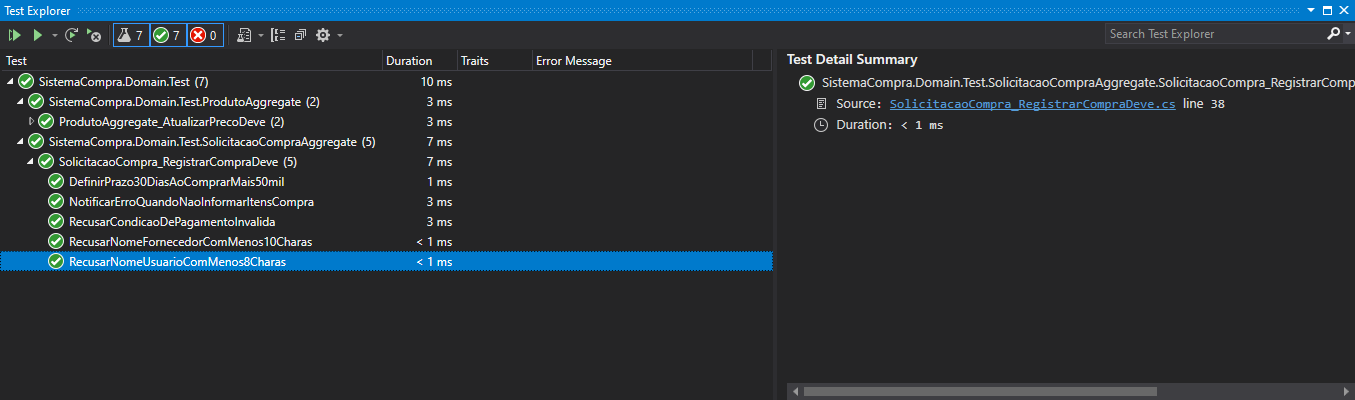 Test Explorer
7 7 0
Search Test Explorer
Test Duration Traits Error Message
SistemaCompra.Domain.Test (7) 10 ms
SistemaCompra.Domain.Test.ProdutoAggregate (2) 3 ms
ProdutoAggregate_AtualizarPrecoDeve (2) 3 ms
SistemaCompra.Domain.Test.SolicitacaoCompraAggregate (5) 7 ms
SolicitacaoCompra_RegistrarCompraDeve (5) 7 ms
DefinirPrazo30DiasAoComprarMais50mil 1 ms
NotificarErroQuandoNaoInformarItensCompra 3 ms
RecusarCondicaoDePagamentoInvalida 3 ms
RecusarNomeFornecedorComMenos10Charas < 1 ms
RecusarNomeUsuarioComMenos8Charas < 1 ms
Test Detail Summary
SistemaCompra.Domain.Test.SolicitacaoCompraAggregate.SolicitacaoCompra_RegistrarComp
Source: SolicitacaoCompra_RegistrarCompraDeve.cs line 38
Duration: < 1 ms